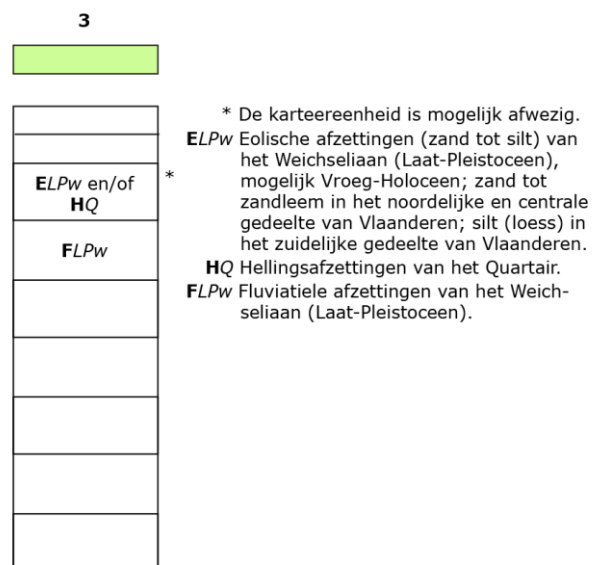 3
* De karteereenheid is mogelijk afwezig.
ELPw Eolische afzettingen (zand tot silt) van
het Weichseliaan (Laat-Pleistoceen),
mogelijk Vroeg-Holoceen; zand tot
zandleem in het noordelijke en centrale
gedeelte van Vlaanderen; silt (loess) in
het zuidelijke gedeelte van Vlaanderen.
HQ Hellingsafzettingen van het Quartair.
FLPw Fluviatiele afzettingen van het Weich-
seliaan (Laat-Pleistoceen).
ELPw en/of *
HQ
FLPw